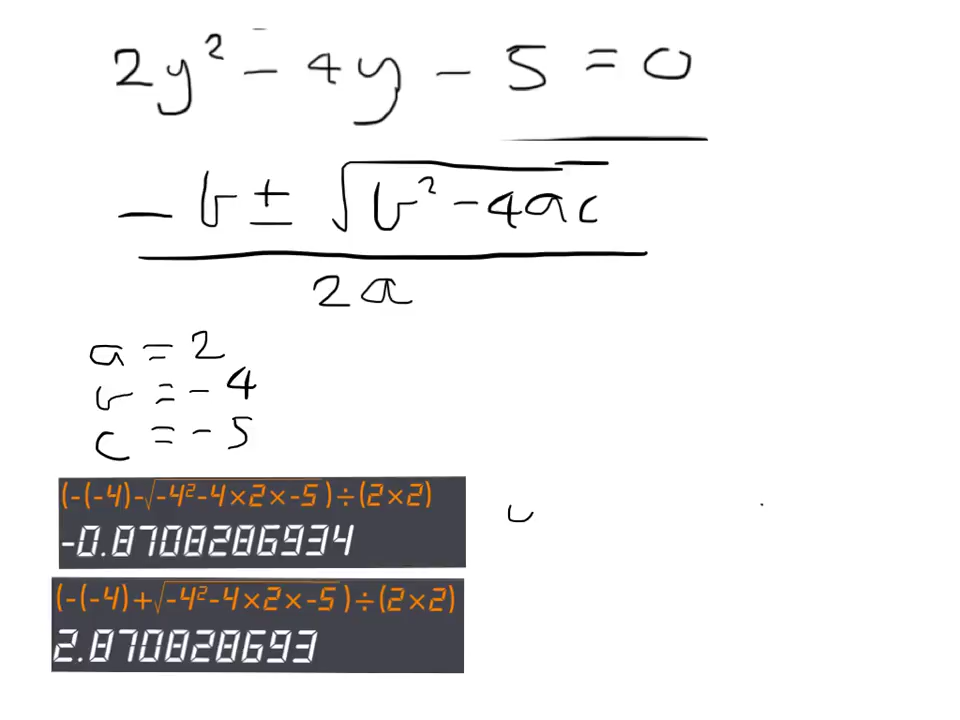 2y² - 4y - 5 = 0
- b ± √b² - 4ac
2a
a = 2
b = - 4
c = - 5
(-(-4)-√-4²-4×2×-5)÷(2×2)
-0.8708286934
(-(-4)+√-4²-4×2×-5)÷(2×2)
2.870828693